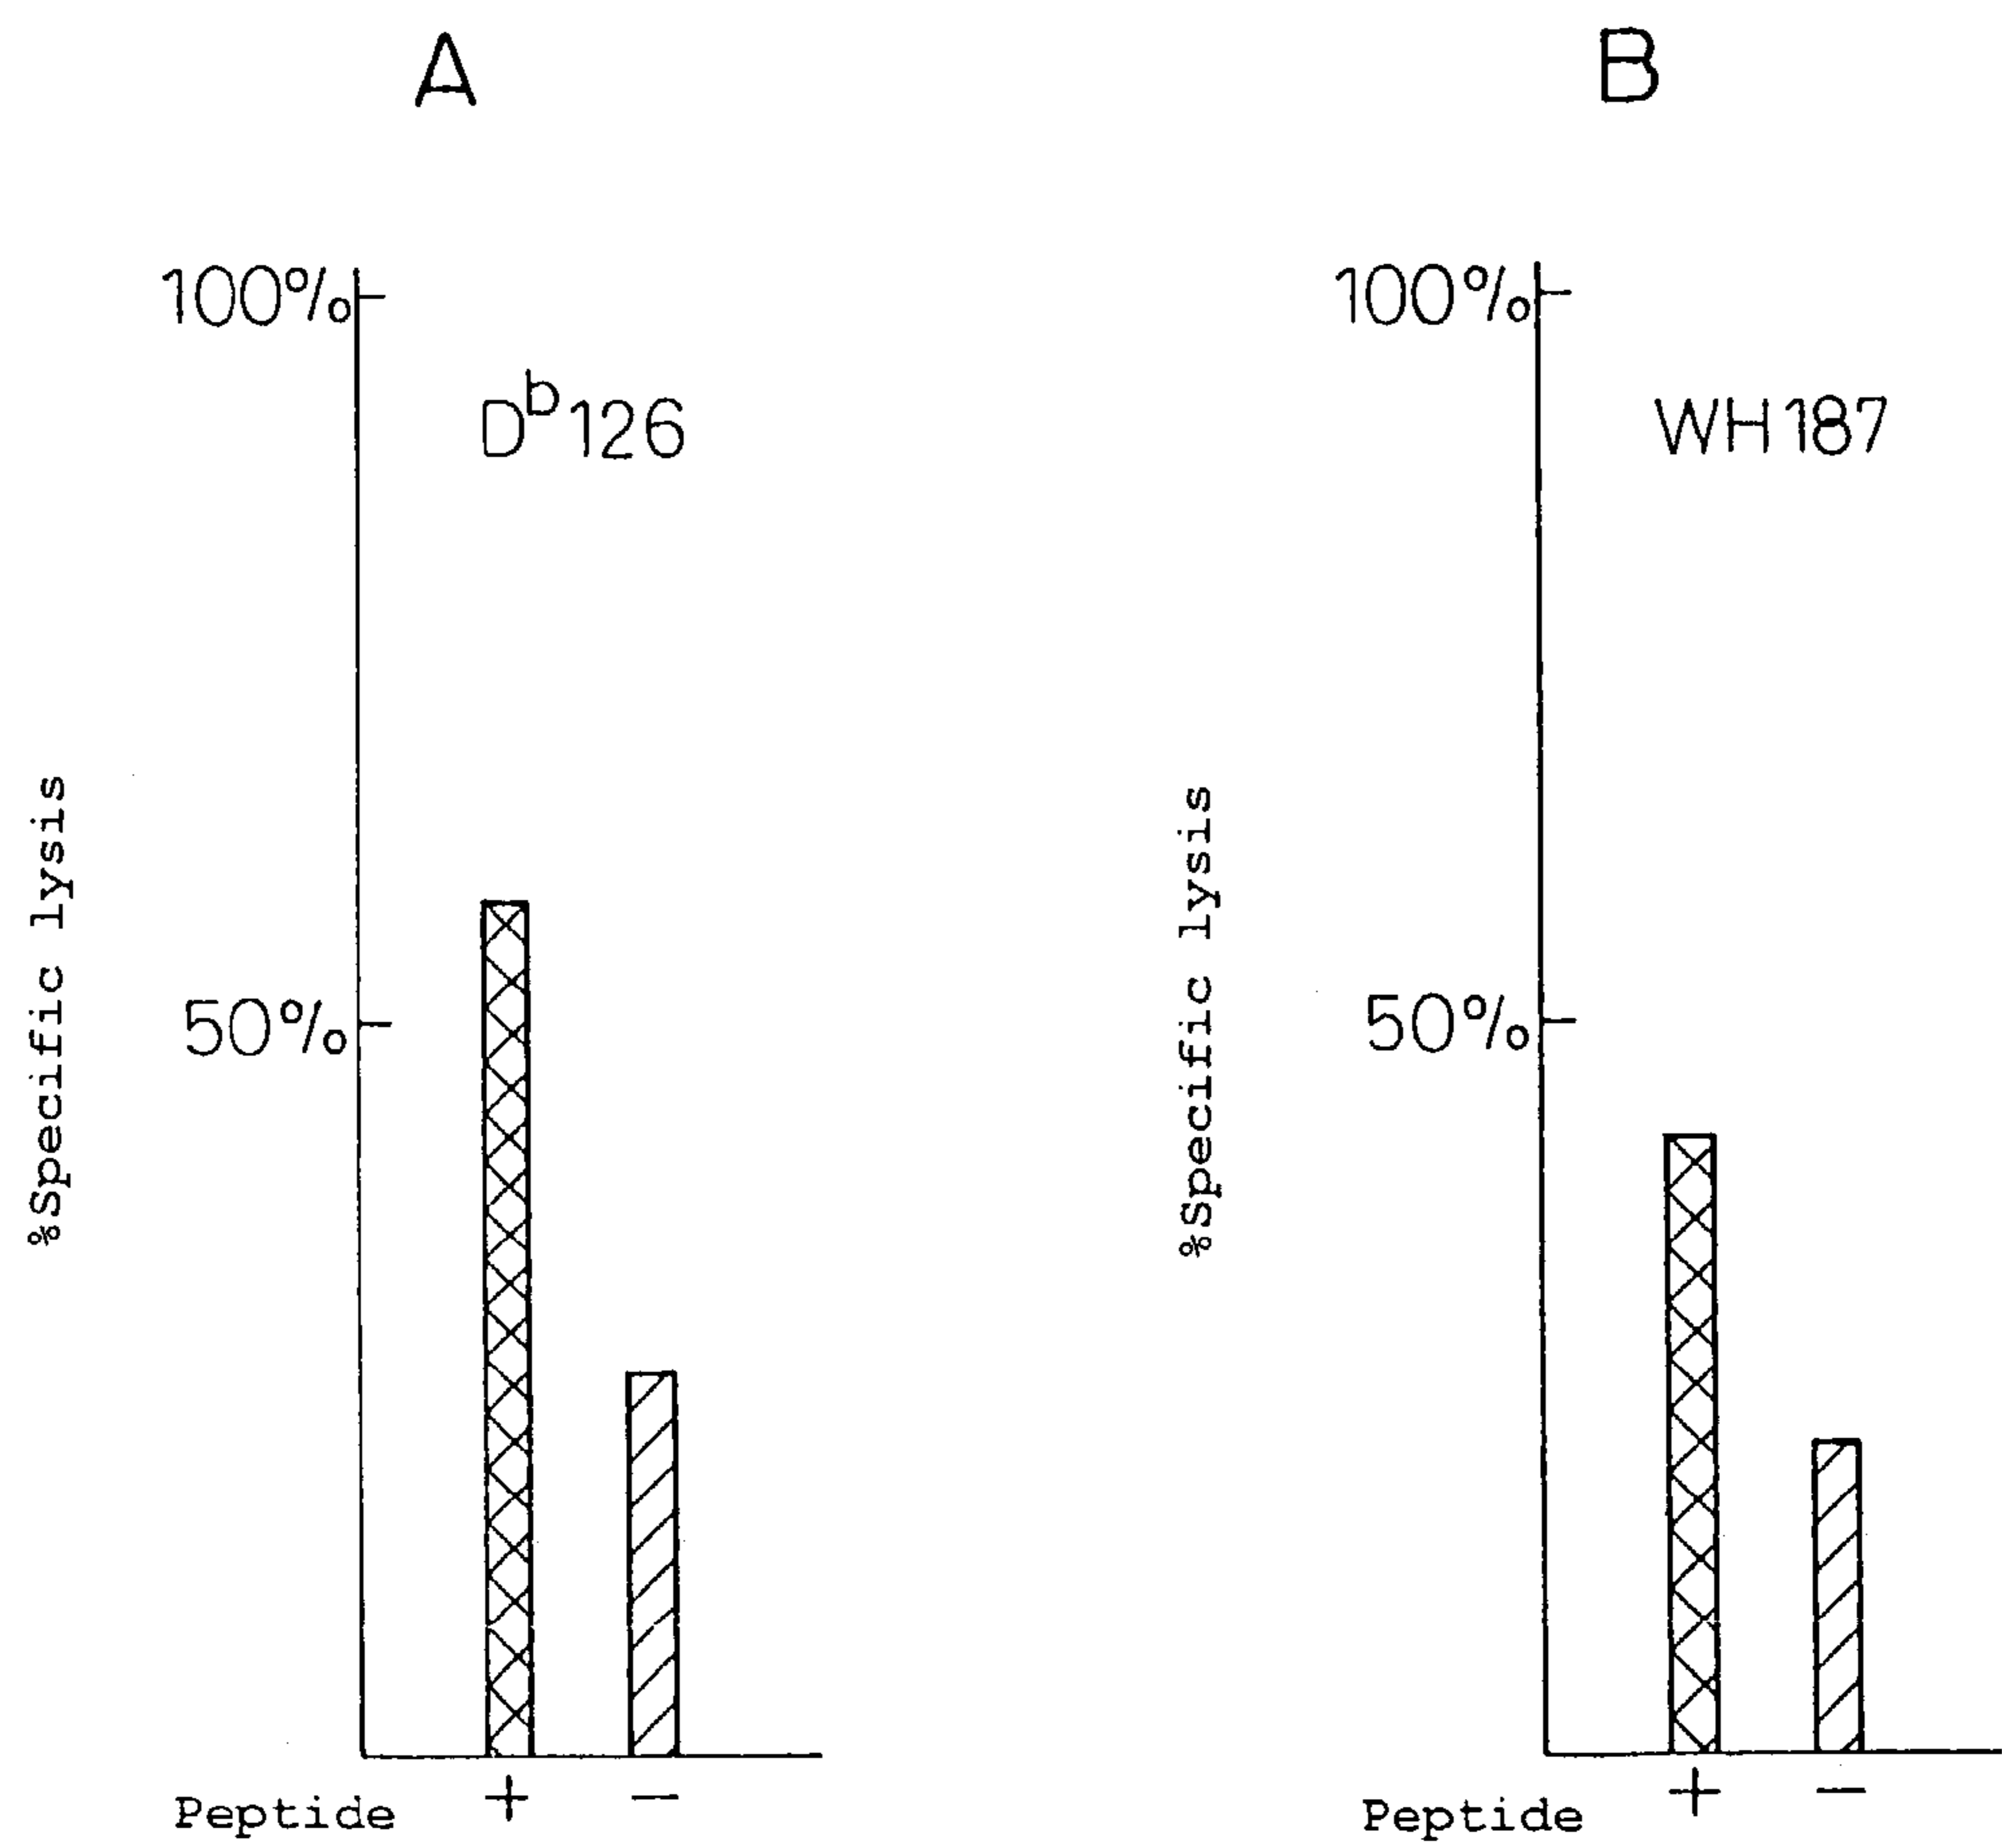 A
100%
D^b126
50%
%Specific lysis
Peptide + −
B
100%
WH187
50%
%Specific lysis
Peptide + −